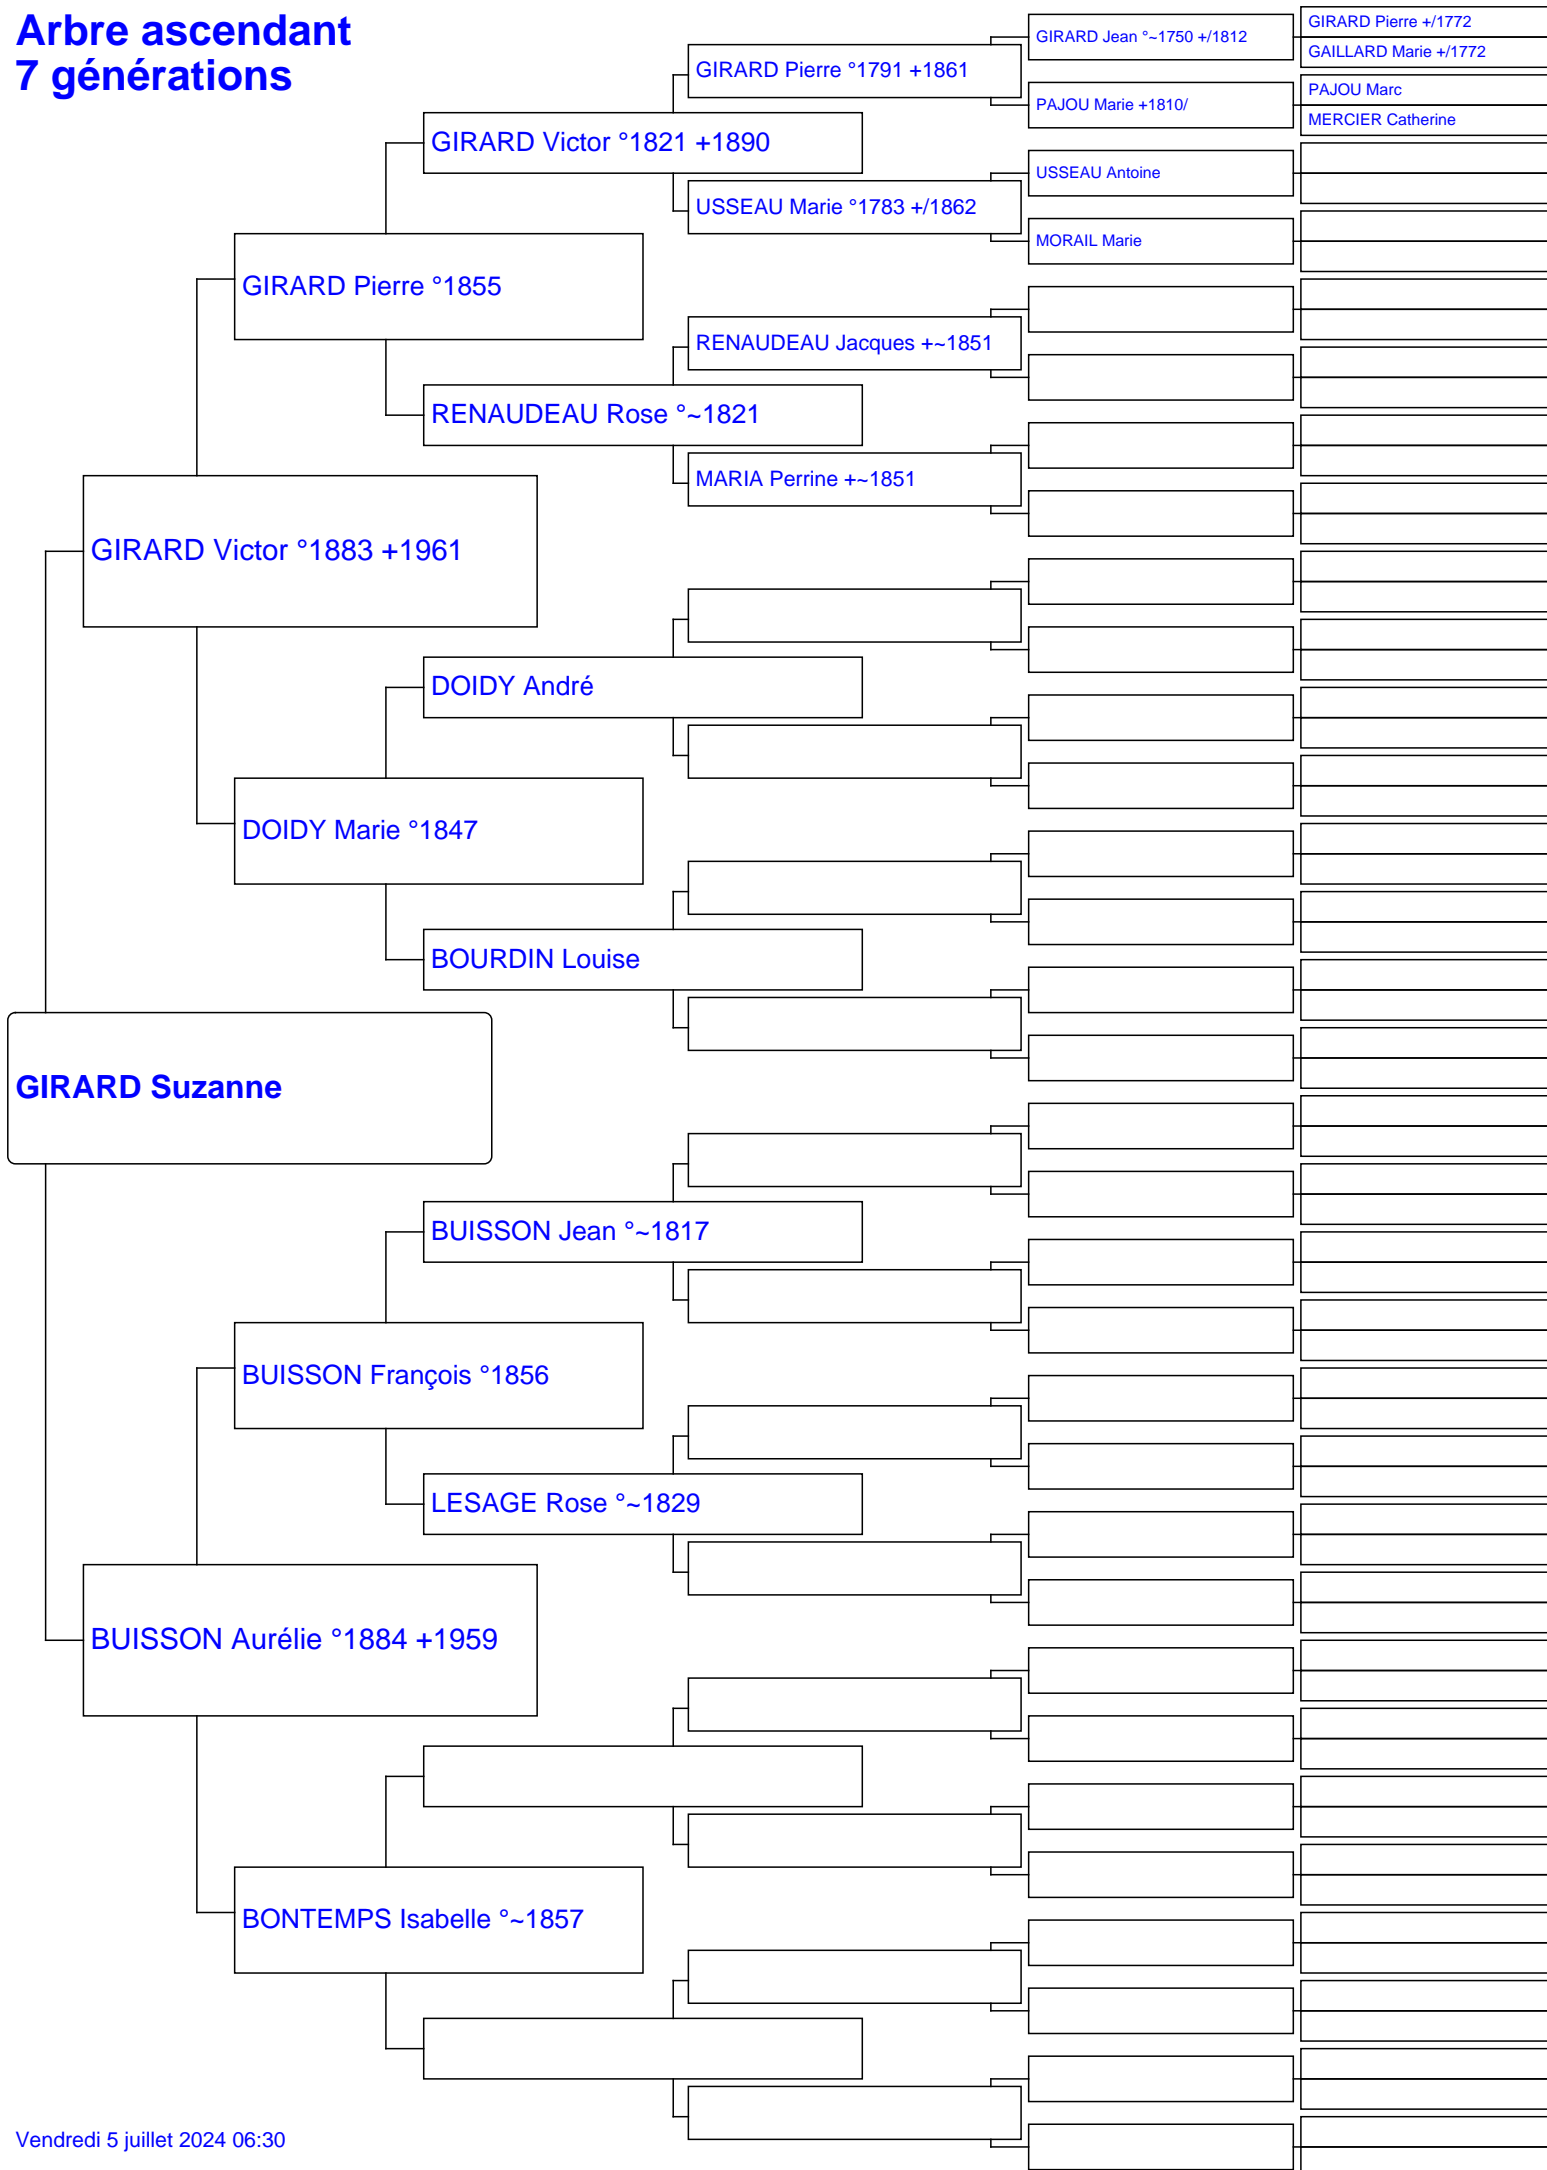 Arbre ascendant
7 générations
GIRARD Pierre +/1772
GIRARD Jean °~1750 +/1812
GAILLARD Marie +/1772
GIRARD Pierre °1791 +1861
PAJOU Marc
PAJOU Marie +1810/
MERCIER Catherine
GIRARD Victor °1821 +1890
USSEAU Antoine
USSEAU Marie °1783 +/1862
MORAIL Marie
GIRARD Pierre °1855
RENAUDEAU Jacques +~1851
RENAUDEAU Rose °~1821
MARIA Perrine +~1851
GIRARD Victor °1883 +1961
DOIDY André
DOIDY Marie °1847
BOURDIN Louise
GIRARD Suzanne
BUISSON Jean °~1817
BUISSON François °1856
LESAGE Rose °~1829
BUISSON Aurélie °1884 +1959
BONTEMPS Isabelle °~1857
Vendredi 5 juillet 2024 06:30